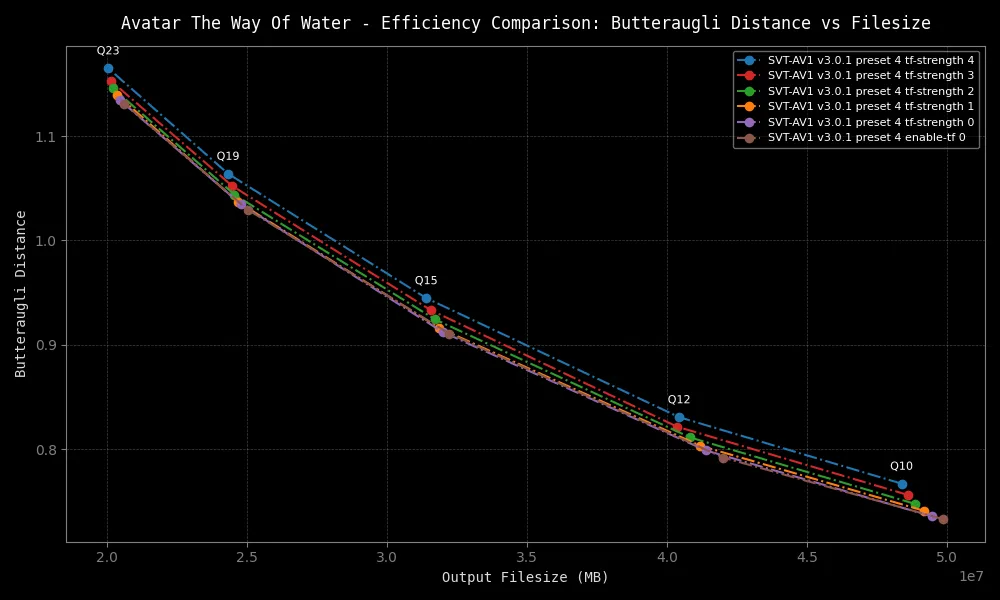 Avatar The Way Of Water - Efficiency Comparison: Butteraugli Distance vs Filesize
Q23
SVT-AV1 v3.0.1 preset 4 tf-strength 4
SVT-AV1 v3.0.1 preset 4 tf-strength 3
SVT-AV1 v3.0.1 preset 4 tf-strength 2
SVT-AV1 v3.0.1 preset 4 tf-strength 1
SVT-AV1 v3.0.1 preset 4 tf-strength 0
SVT-AV1 v3.0.1 preset 4 enable-tf 0
1.1
Q19
1.0
Q15
0.9
Q12
0.8
Q10
Butteraugli Distance
2.0 2.5 3.0 3.5 4.0 4.5 5.0
1e7
Output Filesize (MB)